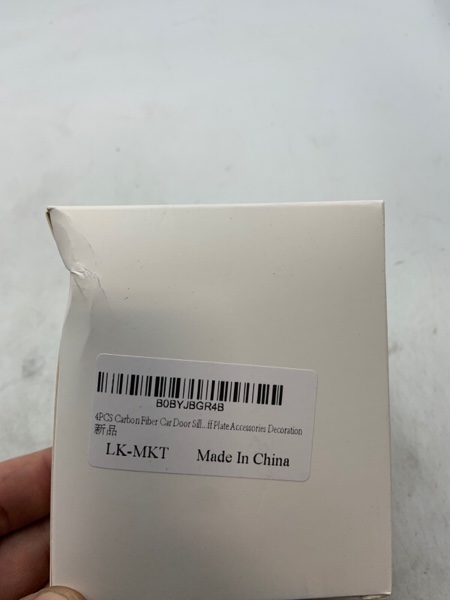 B0BYJBGR4B
4PCS Carbon Fiber Car Door Sill...ff Plate Accessories Decoration
新品
LK-MKT Made In China